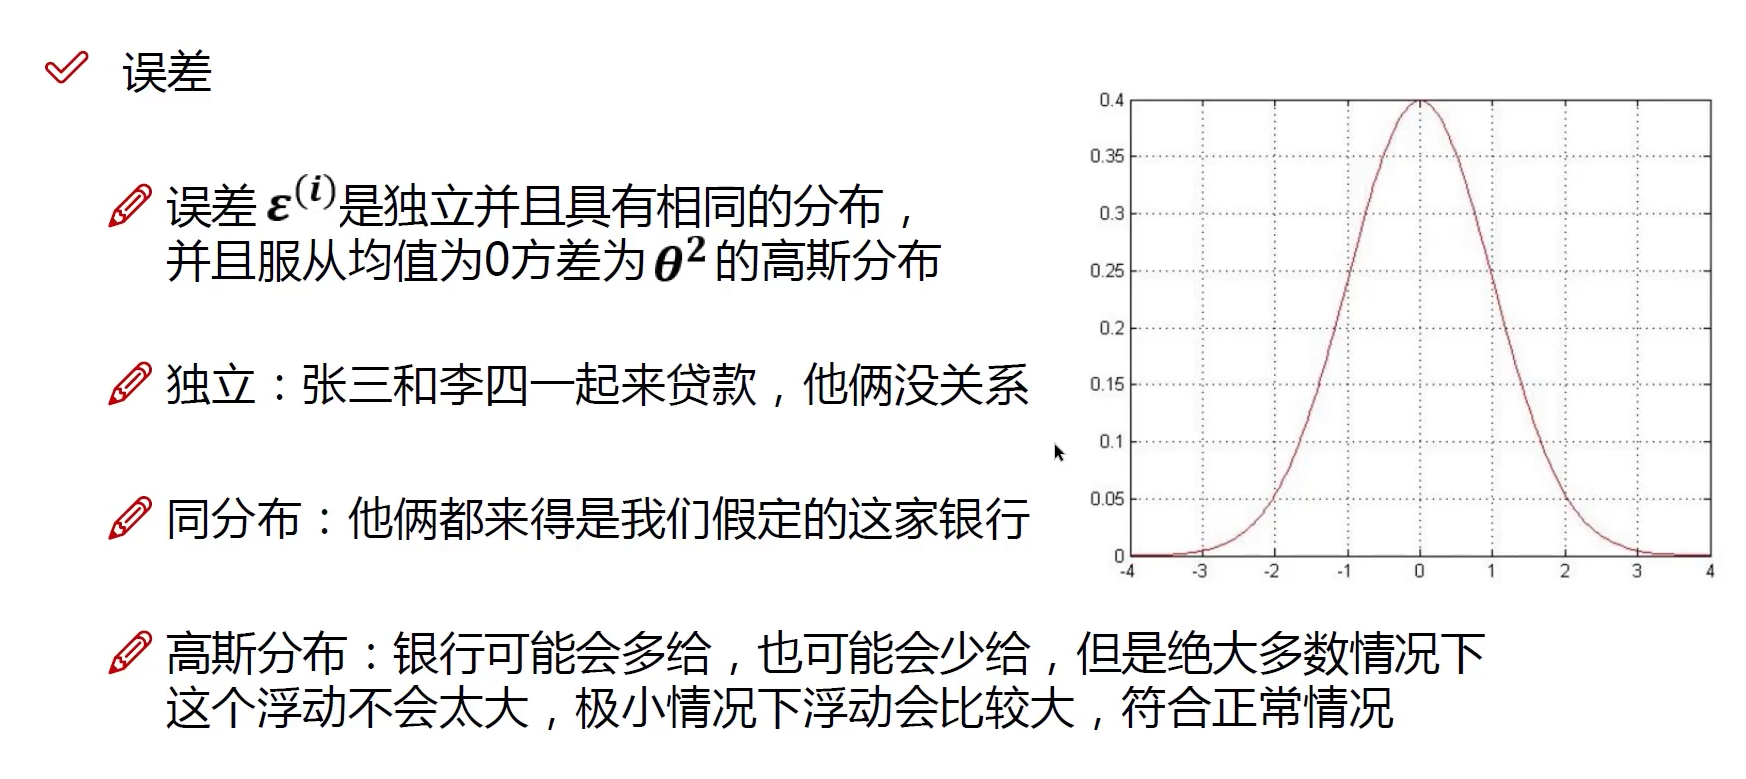 误差
误差 ε⁽ⁱ⁾是独立并且具有相同的分布，
并且服从均值为0方差为 θ² 的高斯分布
独立：张三和李四一起来贷款，他俩没关系
同分布：他俩都来得是我们假定的这家银行
高斯分布：银行可能会多给，也可能会少给，但是绝大多数情况下
这个浮动不会太大，极小情况下浮动会比较大，符合正常情况
0.4
0.35
0.3
0.25
0.2
0.15
0.1
0.05
0
-4 -3 -2 -1 0 1 2 3 4